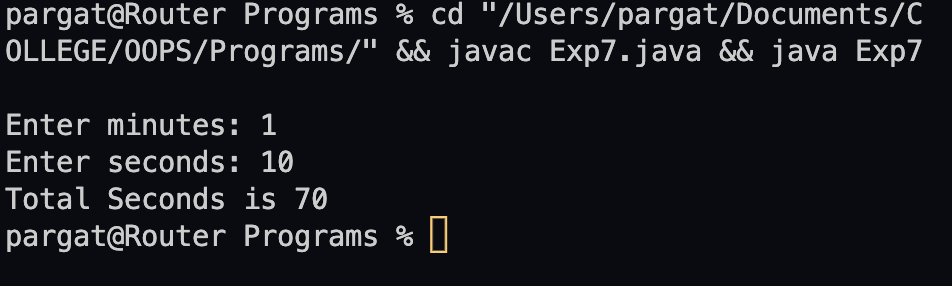 pargat@Router Programs % cd "/Users/pargat/Documents/C
OLLEGE/OOPS/Programs/" && javac Exp7.java && java Exp7
Enter minutes: 1
Enter seconds: 10
Total Seconds is 70
pargat@Router Programs %